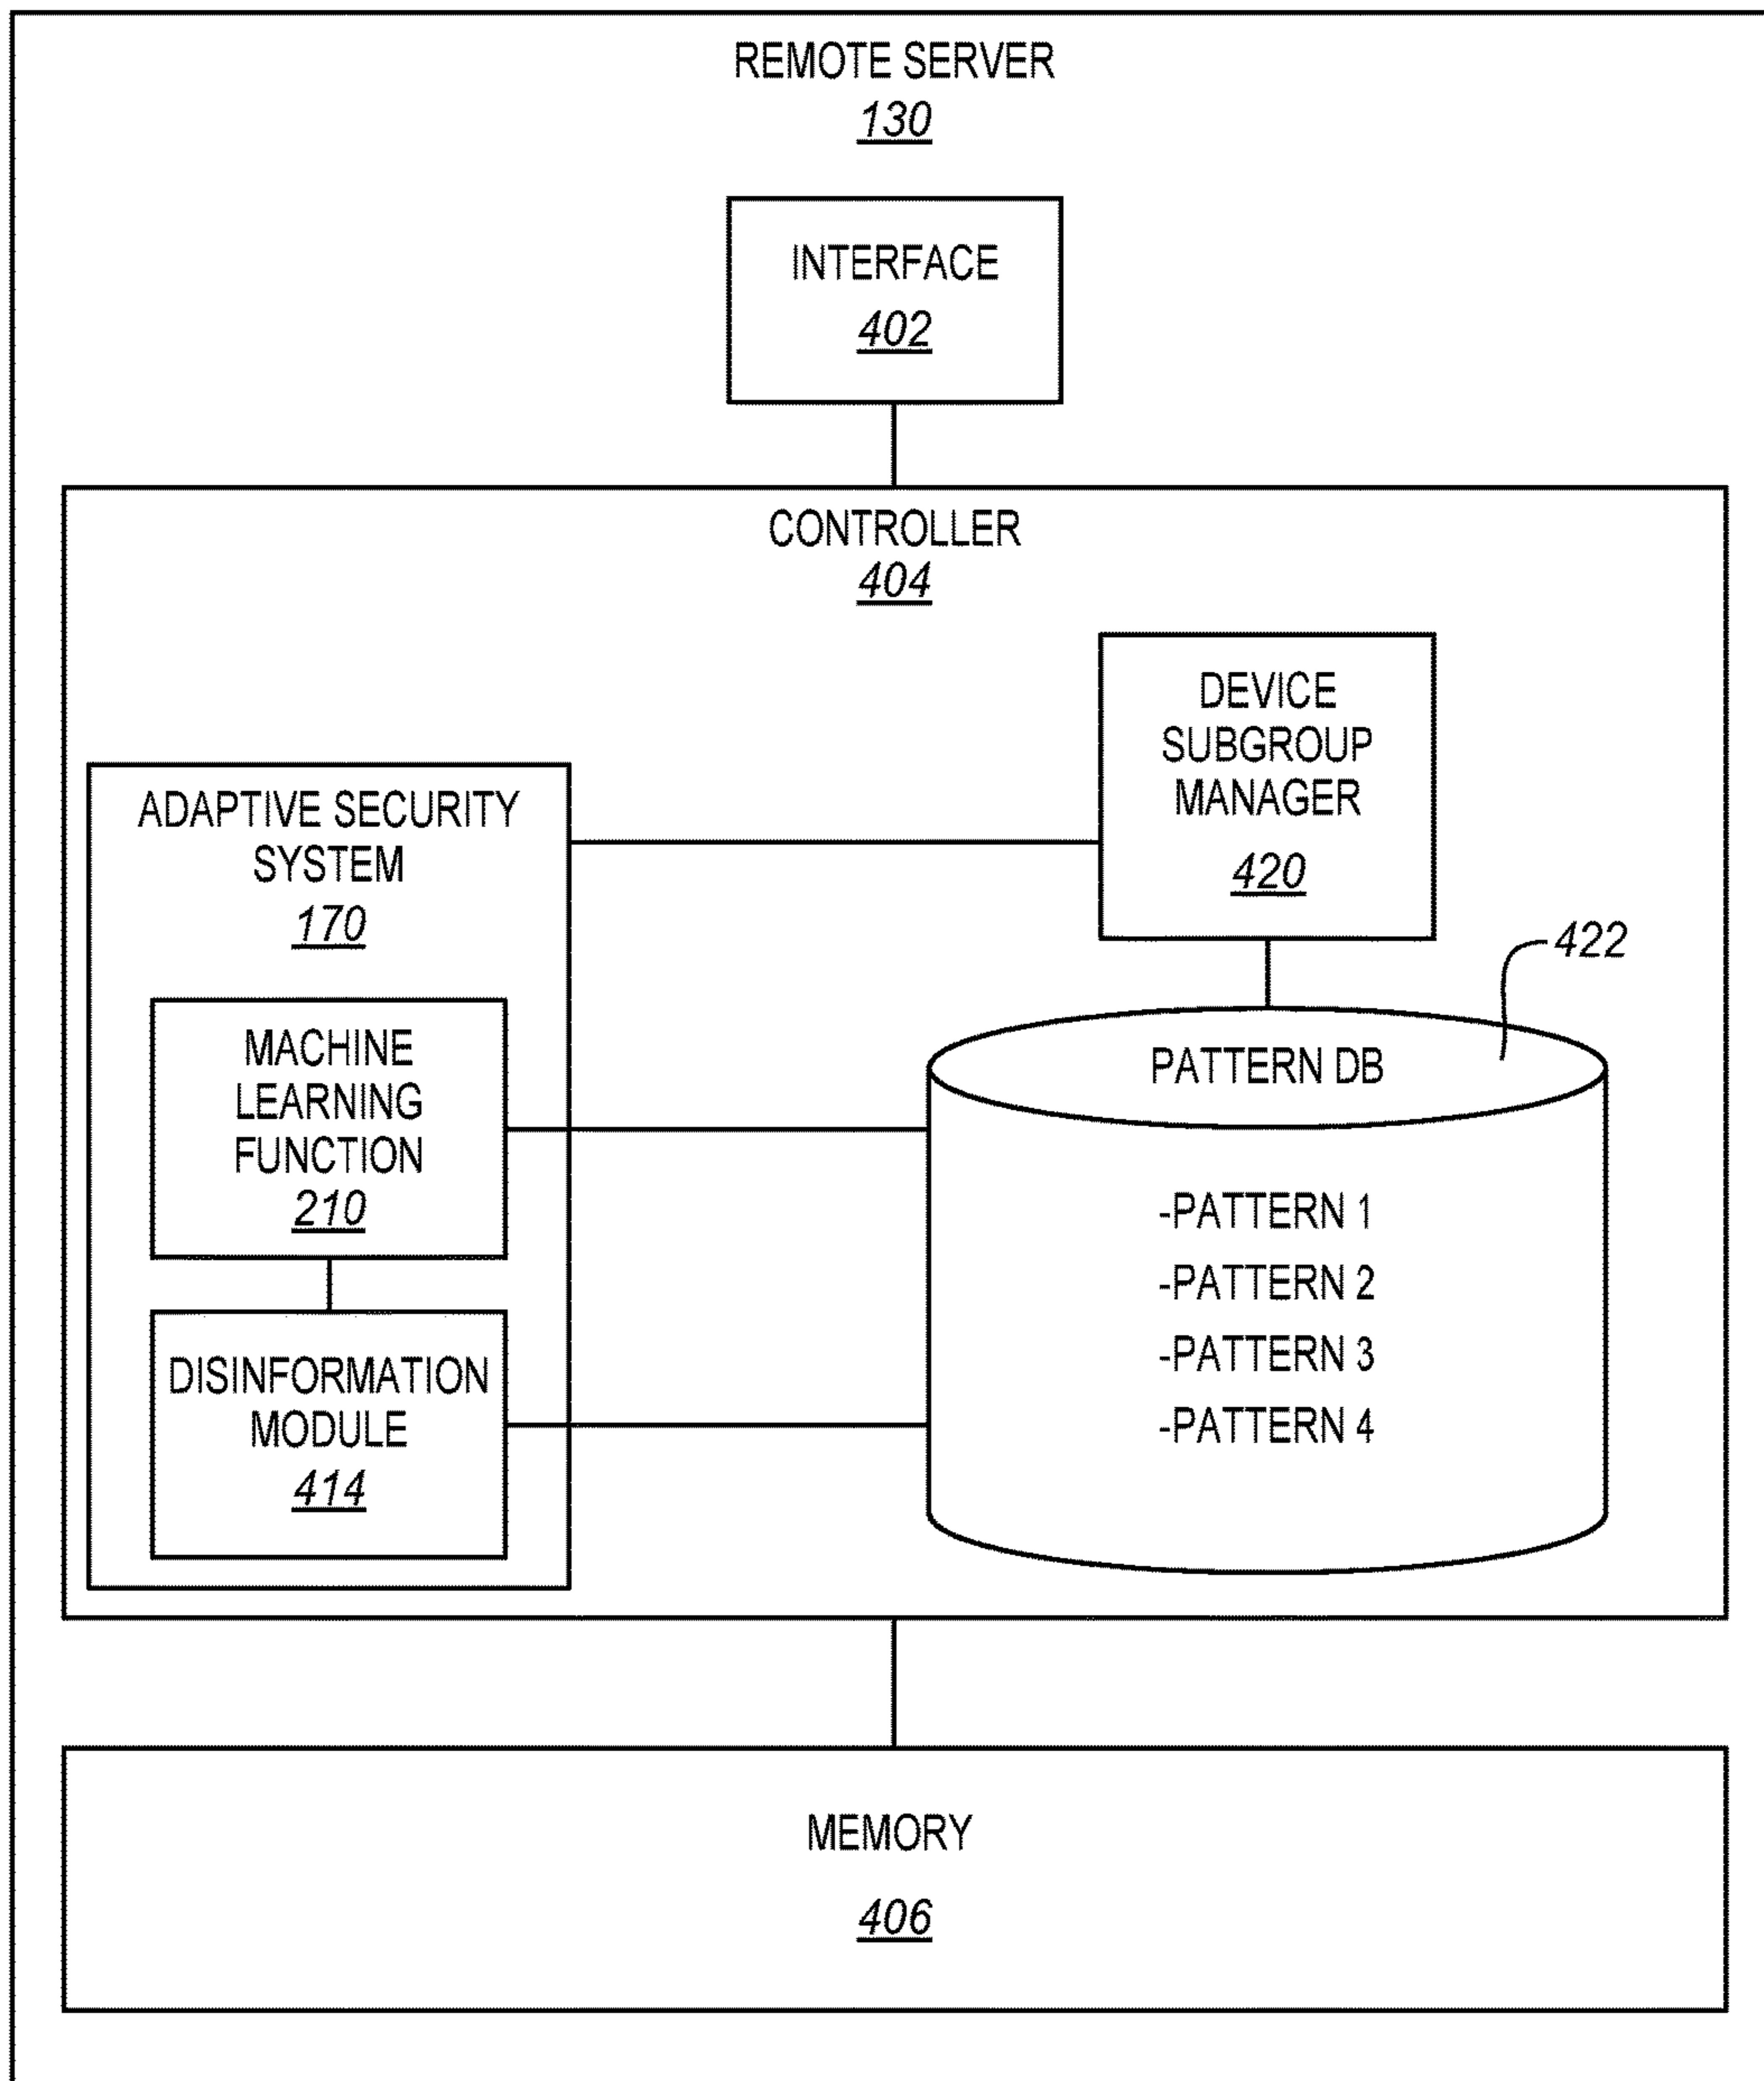 REMOTE SERVER
130
INTERFACE
402
CONTROLLER
404
DEVICE
SUBGROUP
MANAGER
420
ADAPTIVE SECURITY
SYSTEM
170
422
MACHINE
LEARNING
FUNCTION
210
PATTERN DB
-PATTERN 1
-PATTERN 2
-PATTERN 3
-PATTERN 4
DISINFORMATION
MODULE
414
MEMORY
406